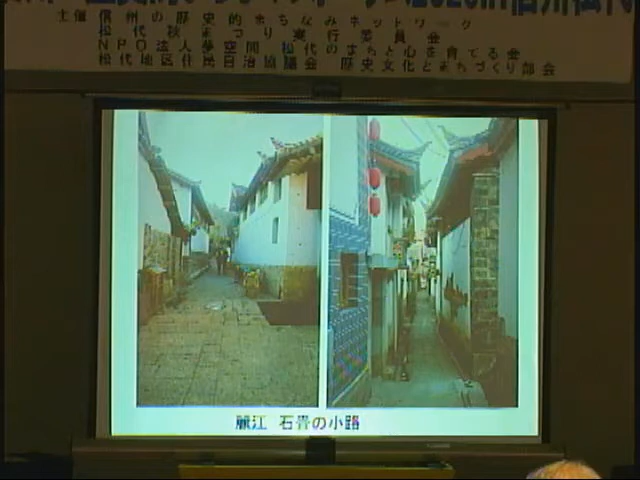 主催 信州の歴史的まちなみネットワーク
松代秋まつり実行委員会
NPO法人夢空間 松代のまちと心を育てる会
松代地区住民自治協議会 歴史文化とまちづくり部会
麗江 石畳の小路